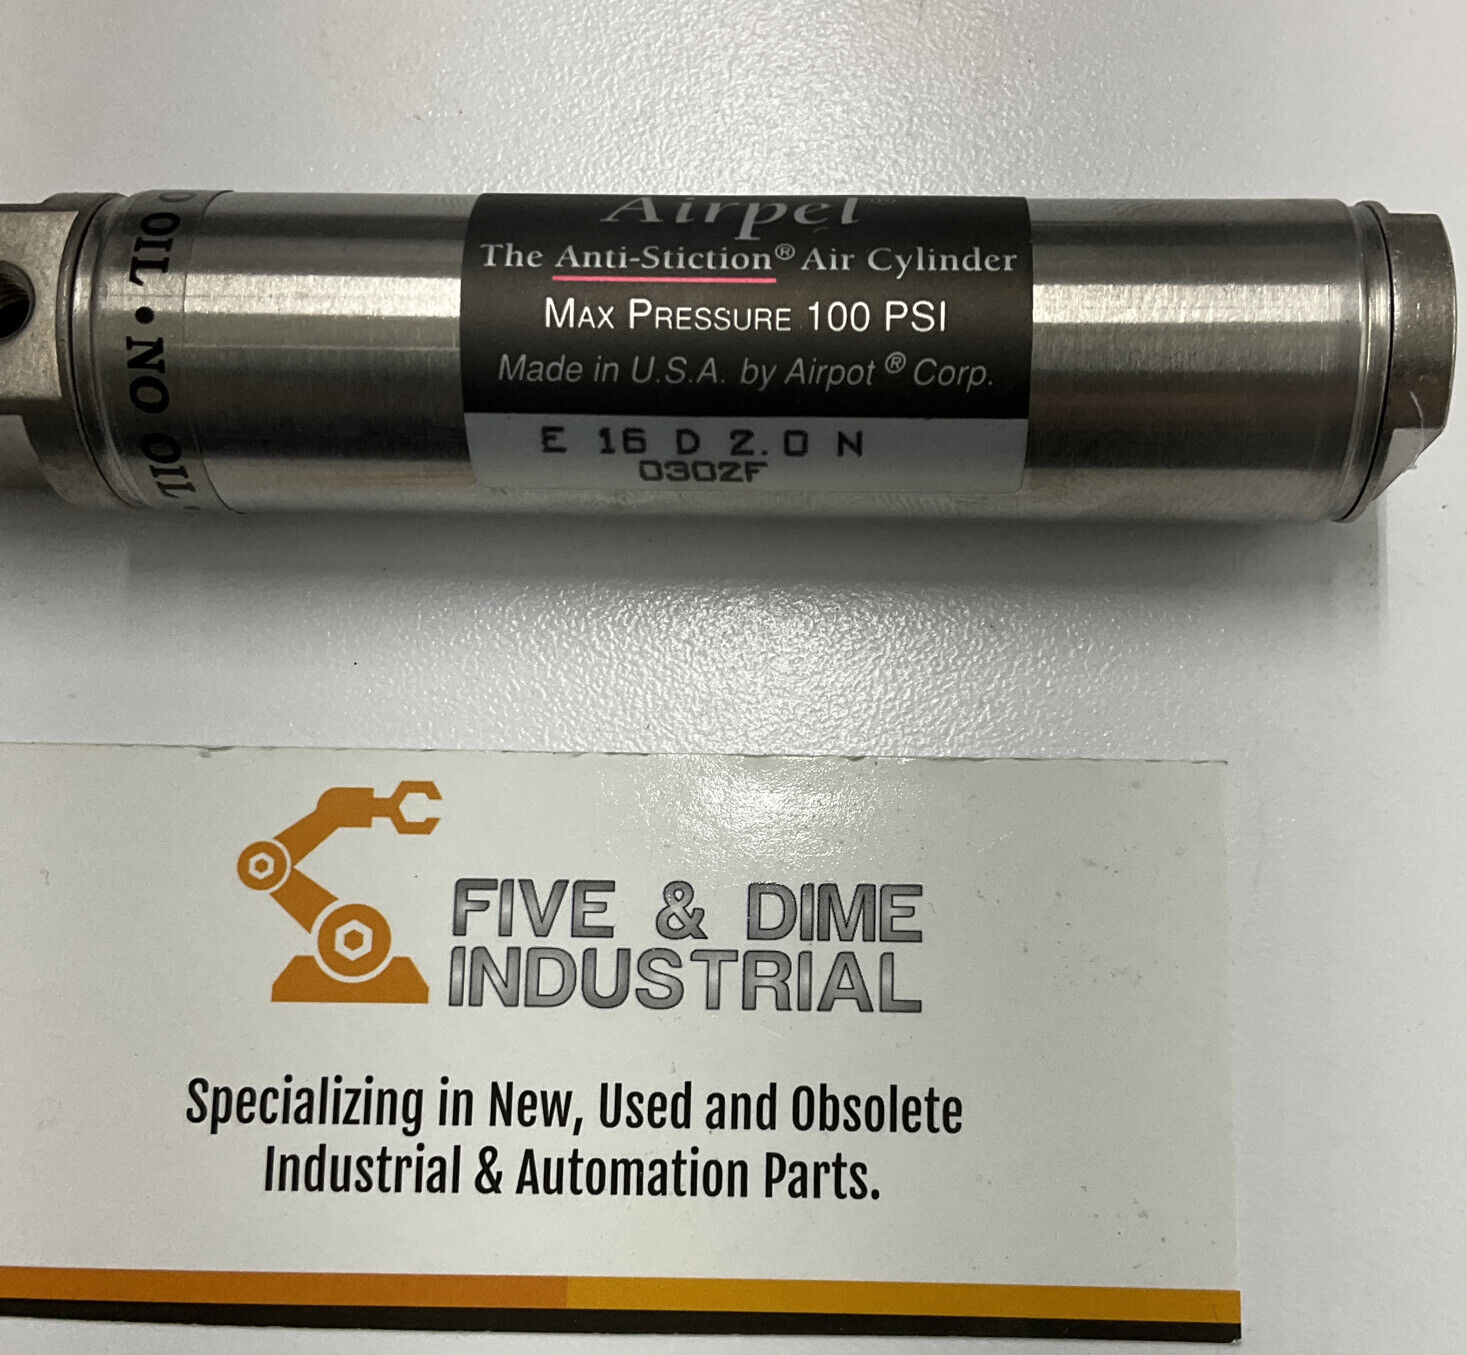 Airpel®
The Anti-Stiction® Air Cylinder
MAX PRESSURE 100 PSI
Made in U.S.A. by Airpot® Corp.
E 16 D 2.0 N
0302F
OIL • NO OIL •
FIVE & DIME
INDUSTRIAL
Specializing in New, Used and Obsolete
Industrial & Automation Parts.